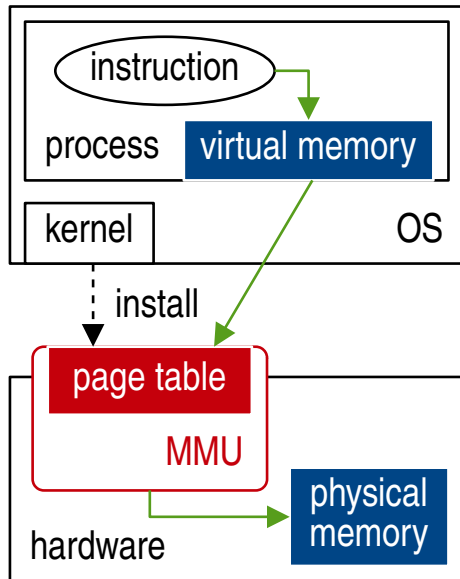 instruction
process
virtual memory
kernel
OS
install
page table
MMU
physical
memory
hardware